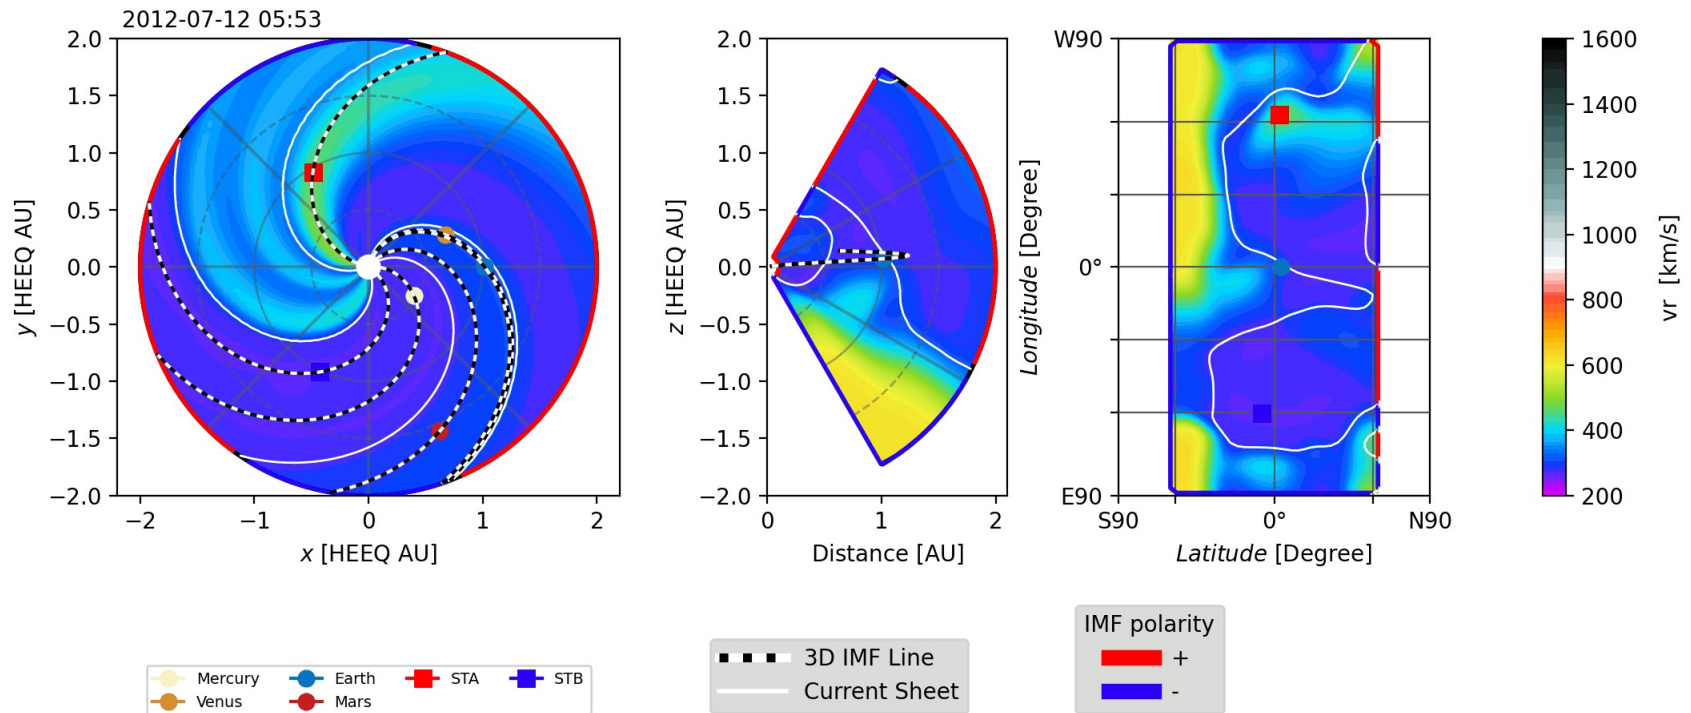 2012-07-12 05:53
2.0
1.5
1.0
0.5
0.0
−0.5
−1.0
−1.5
−2.0
y [HEEQ AU]
−2
−1
0
1
2
x [HEEQ AU]
2.0
1.5
1.0
0.5
0.0
−0.5
−1.0
−1.5
−2.0
z [HEEQ AU]
0
1
2
Distance [AU]
W90
0°
E90
Longitude [Degree]
S90
0°
N90
Latitude [Degree]
1600
1400
1200
1000
900
800
600
400
200
vr [km/s]
Mercury
Venus
Earth
Mars
STA
STB
3D IMF Line
Current Sheet
IMF polarity
+
-